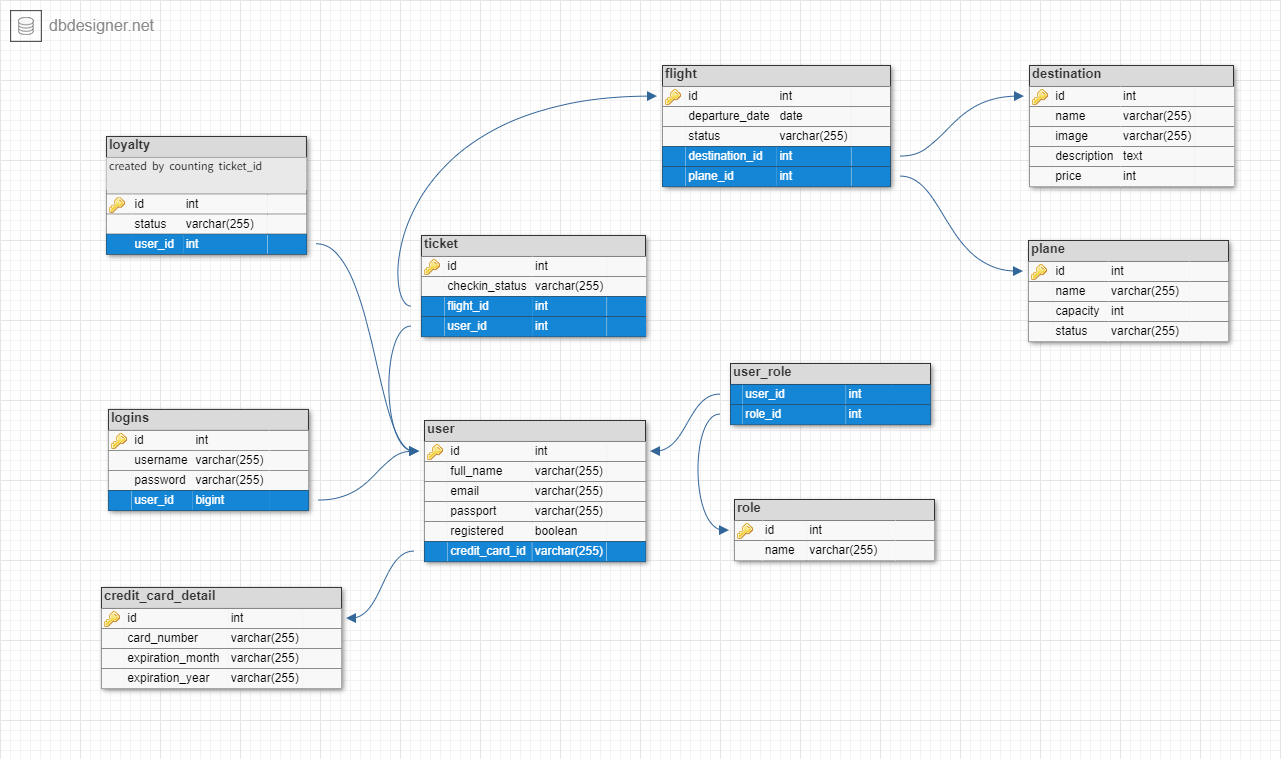 dbdesigner.net
flight
id int
departure_date date
status varchar(255)
destination_id int
plane_id int
destination
id int
name varchar(255)
image varchar(255)
description text
price int
loyalty
created by counting ticket_id
id int
status varchar(255)
user_id int
ticket
id int
checkin_status varchar(255)
flight_id int
user_id int
plane
id int
name varchar(255)
capacity int
status varchar(255)
user_role
user_id int
role_id int
logins
id int
username varchar(255)
password varchar(255)
user_id bigint
user
id int
full_name varchar(255)
email varchar(255)
passport varchar(255)
registered boolean
credit_card_id varchar(255)
role
id int
name varchar(255)
credit_card_detail
id int
card_number varchar(255)
expiration_month varchar(255)
expiration_year varchar(255)